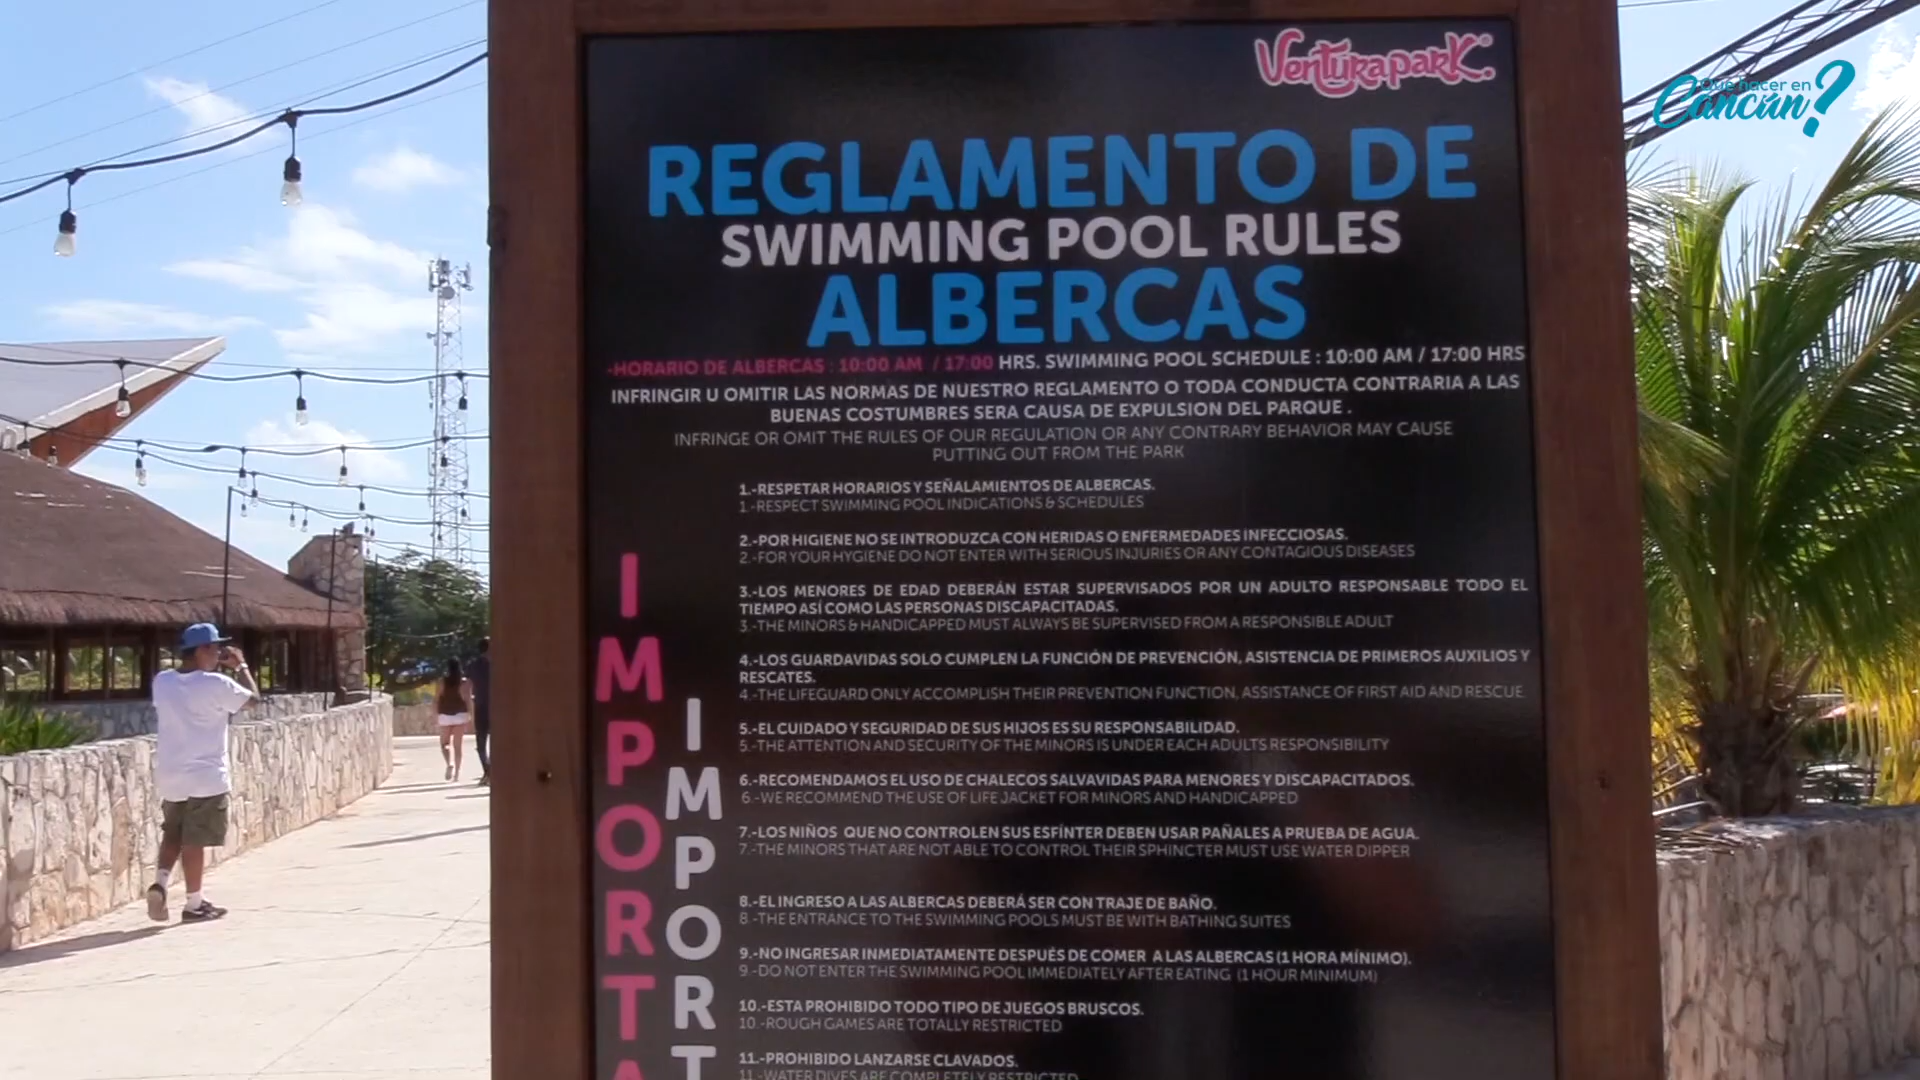 Venturapark
¿Qué hacer en
Cancún?
REGLAMENTO DE
SWIMMING POOL RULES
ALBERCAS
-HORARIO DE ALBERCAS : 10:00 AM / 17:00 HRS. SWIMMING POOL SCHEDULE : 10:00 AM / 17:00 HRS
INFRINGIR U OMITIR LAS NORMAS DE NUESTRO REGLAMENTO O TODA CONDUCTA CONTRARIA A LAS
BUENAS COSTUMBRES SERA CAUSA DE EXPULSION DEL PARQUE .
INFRINGE OR OMIT THE RULES OF OUR REGULATION OR ANY CONTRARY BEHAVIOR MAY CAUSE
PUTTING OUT FROM THE PARK
1.-RESPETAR HORARIOS Y SEÑALAMIENTOS DE ALBERCAS.
1.-RESPECT SWIMMING POOL INDICATIONS & SCHEDULES
2.-POR HIGIENE NO SE INTRODUZCA CON HERIDAS O ENFERMEDADES INFECCIOSAS.
2.-FOR YOUR HYGIENE DO NOT ENTER WITH SERIOUS INJURIES OR ANY CONTAGIOUS DISEASES
3.-LOS MENORES DE EDAD DEBERÁN ESTAR SUPERVISADOS POR UN ADULTO RESPONSABLE TODO EL
TIEMPO ASÍ COMO LAS PERSONAS DISCAPACITADAS.
3.-THE MINORS & HANDICAPPED MUST ALWAYS BE SUPERVISED FROM A RESPONSIBLE ADULT
4.-LOS GUARDAVIDAS SOLO CUMPLEN LA FUNCIÓN DE PREVENCIÓN, ASISTENCIA DE PRIMEROS AUXILIOS Y
RESCATES.
4.-THE LIFEGUARD ONLY ACCOMPLISH THEIR PREVENTION FUNCTION, ASSISTANCE OF FIRST AID AND RESCUE
5.-EL CUIDADO Y SEGURIDAD DE SUS HIJOS ES SU RESPONSABILIDAD.
5.-THE ATTENTION AND SECURITY OF THE MINORS IS UNDER EACH ADULTS RESPONSIBILITY
6.-RECOMENDAMOS EL USO DE CHALECOS SALVAVIDAS PARA MENORES Y DISCAPACITADOS.
6.-WE RECOMMEND THE USE OF LIFE JACKET FOR MINORS AND HANDICAPPED
7.-LOS NIÑOS QUE NO CONTROLEN SUS ESFÍNTER DEBEN USAR PAÑALES A PRUEBA DE AGUA.
7.-THE MINORS THAT ARE NOT ABLE TO CONTROL THEIR SPHINCTER MUST USE WATER DIPPER
8.-EL INGRESO A LAS ALBERCAS DEBERÁ SER CON TRAJE DE BAÑO.
8.-THE ENTRANCE TO THE SWIMMING POOLS MUST BE WITH BATHING SUITES
9.-NO INGRESAR INMEDIATAMENTE DESPUÉS DE COMER A LAS ALBERCAS (1 HORA MÍNIMO).
9.-DO NOT ENTER THE SWIMMING POOL IMMEDIATELY AFTER EATING (1 HOUR MINIMUM)
10.-ESTA PROHIBIDO TODO TIPO DE JUEGOS BRUSCOS.
10.-ROUGH GAMES ARE TOTALLY RESTRICTED
11.-PROHIBIDO LANZARSE CLAVADOS.
11.-WATER DIVES ARE COMPLETELY RESTRICTED
IMPORTA
IMPORT